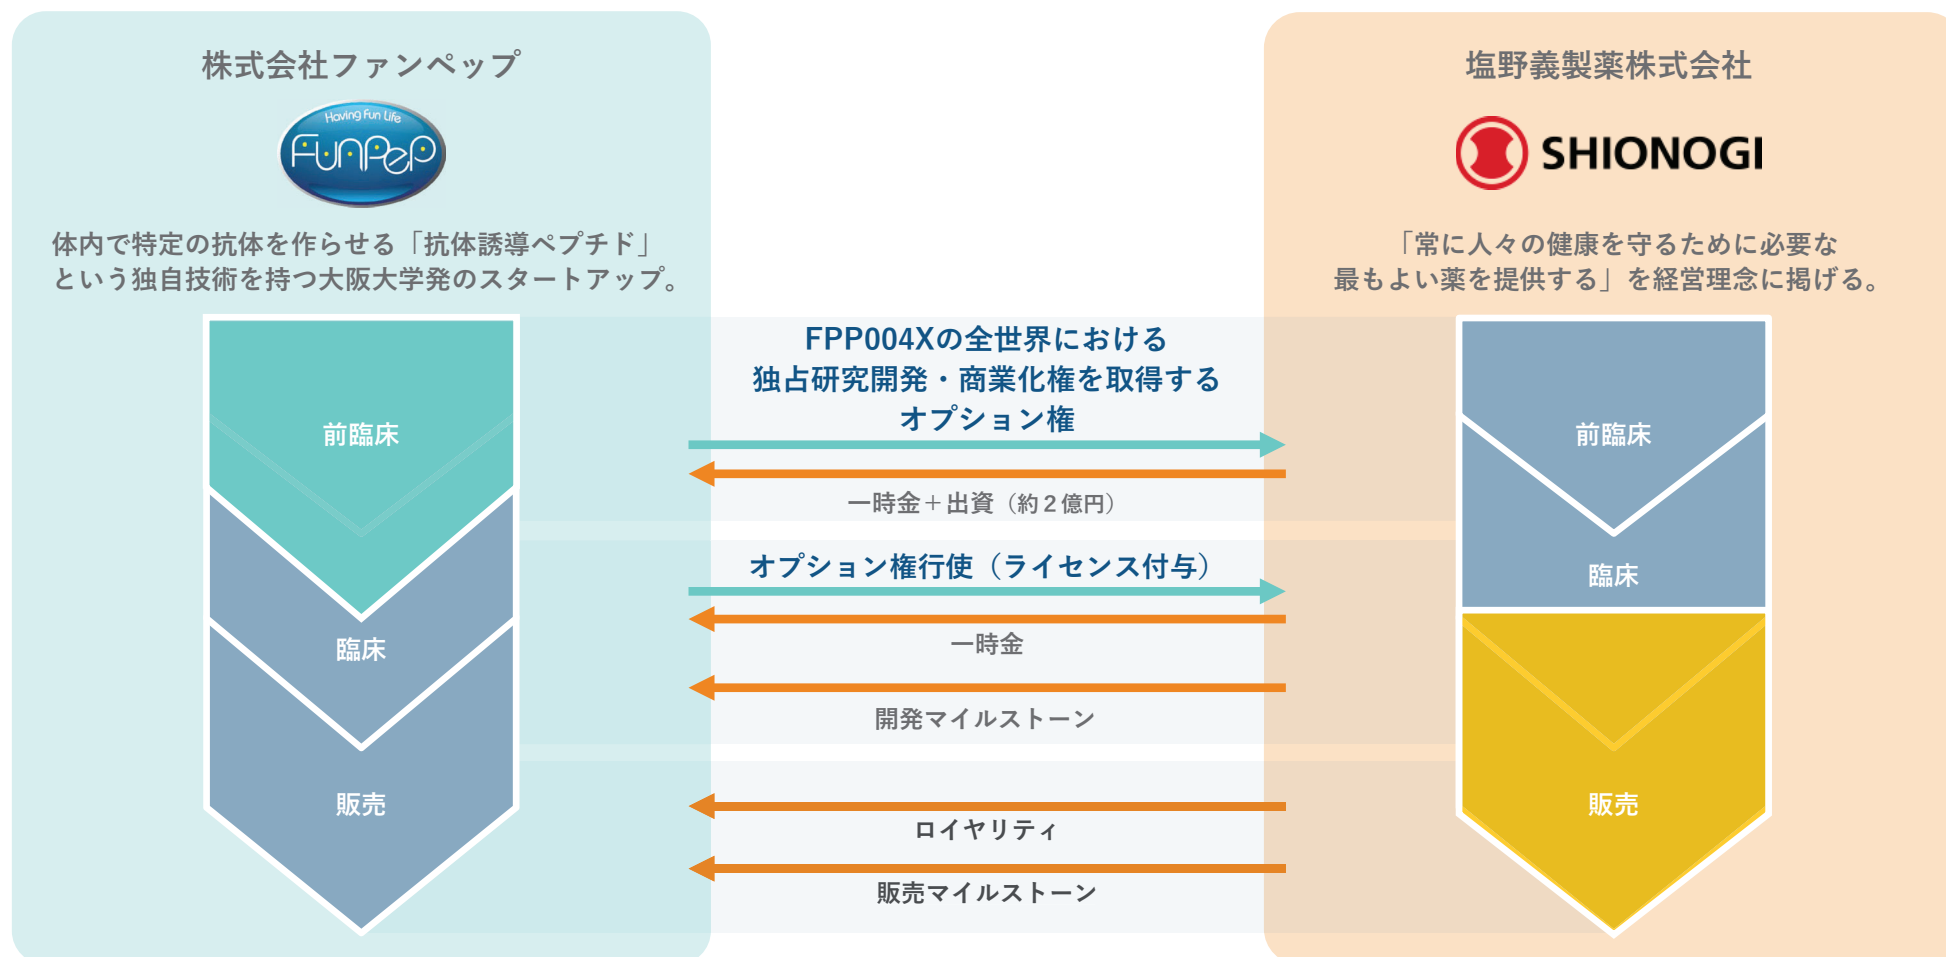 株式会社ファンペップ
Having Fun Life
FunPeP
体内で特定の抗体を作らせる「抗体誘導ペプチド」
という独自技術を持つ大阪大学発のスタートアップ。
前臨床
臨床
販売
FPP004Xの全世界における
独占研究開発・商業化権を取得する
オプション権
一時金＋出資（約２億円）
オプション権行使（ライセンス付与）
一時金
開発マイルストーン
ロイヤリティ
販売マイルストーン
塩野義製薬株式会社
SHIONOGI
「常に人々の健康を守るために必要な
最もよい薬を提供する」を経営理念に掲げる。
前臨床
臨床
販売